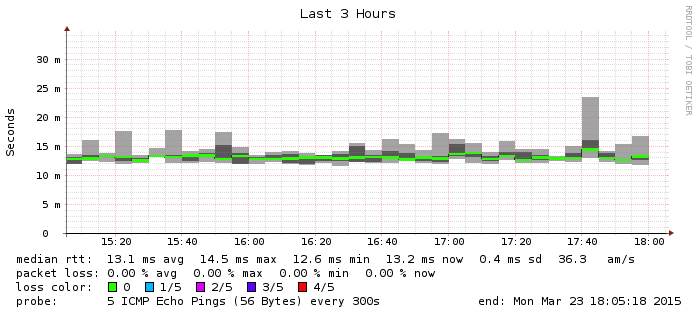 Last 3 Hours
RRDTOOL / TOBI OETIKER
Seconds
30 m
25 m
20 m
15 m
10 m
5 m
0
15:20 15:40 16:00 16:20 16:40 17:00 17:20 17:40 18:00
median rtt: 13.1 ms avg 14.5 ms max 12.6 ms min 13.2 ms now 0.4 ms sd 36.3 am/s
packet loss: 0.00 % avg 0.00 % max 0.00 % min 0.00 % now
loss color: 0 1/5 2/5 3/5 4/5
probe: 5 ICMP Echo Pings (56 Bytes) every 300s end: Mon Mar 23 18:05:18 2015